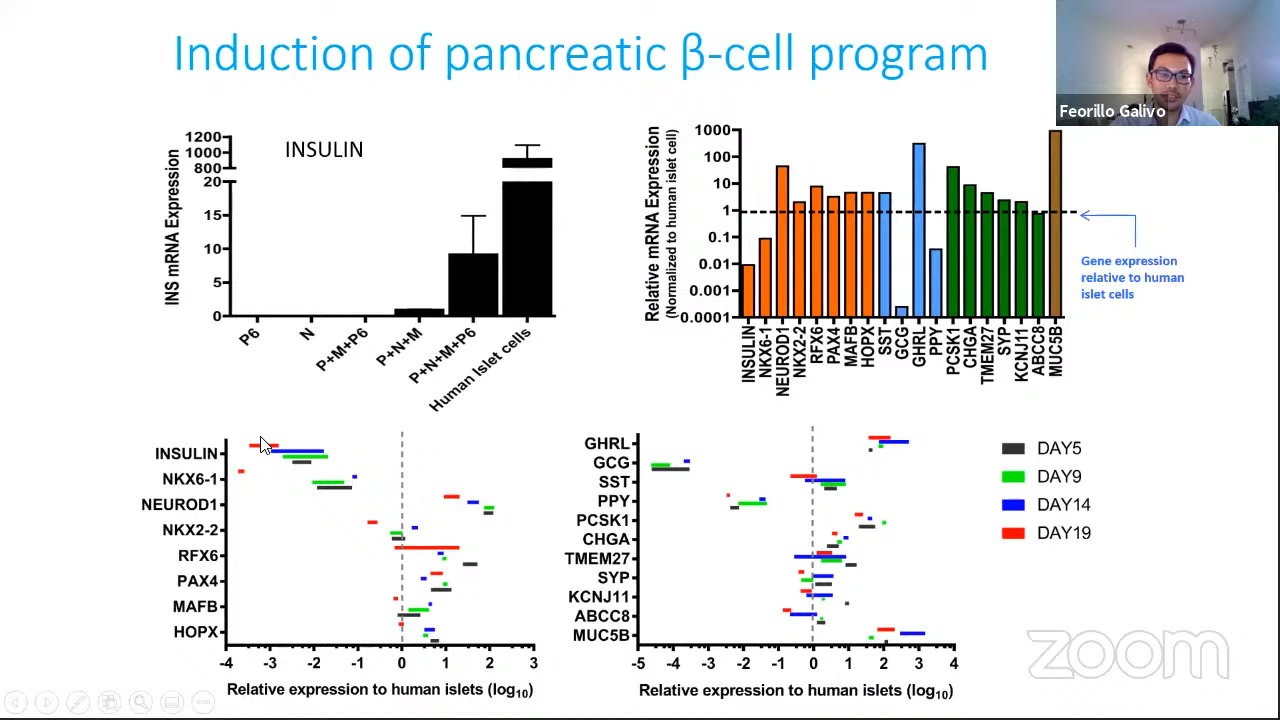 Induction of pancreatic β-cell program
Feorillo Galivo
INSULIN
INS mRNA Expression
1200
1000
800
20
15
10
5
0
P6
N
P+M+P6
P+N+M
P+N+M+P6
Human Islet cells
Relative mRNA Expression
(Normalized to human islet cell)
1000
100
10
1
0.1
0.01
0.001
0.0001
INSULIN
NKX6-1
NEUROD1
NKX2-2
RFX6
PAX4
MAFB
HOPX
SST
GCG
GHRL
PPY
PCSK1
CHGA
TMEM27
SYP
KCNJ11
ABCC8
MUC5B
Gene expression
relative to human
islet cells
INSULIN
NKX6-1
NEUROD1
NKX2-2
RFX6
PAX4
MAFB
HOPX
-4 -3 -2 -1 0 1 2 3
Relative expression to human islets (log10)
GHRL
GCG
SST
PPY
PCSK1
CHGA
TMEM27
SYP
KCNJ11
ABCC8
MUC5B
-5 -4 -3 -2 -1 0 1 2 3 4
Relative expression to human islets (log10)
DAY5
DAY9
DAY14
DAY19
zoom